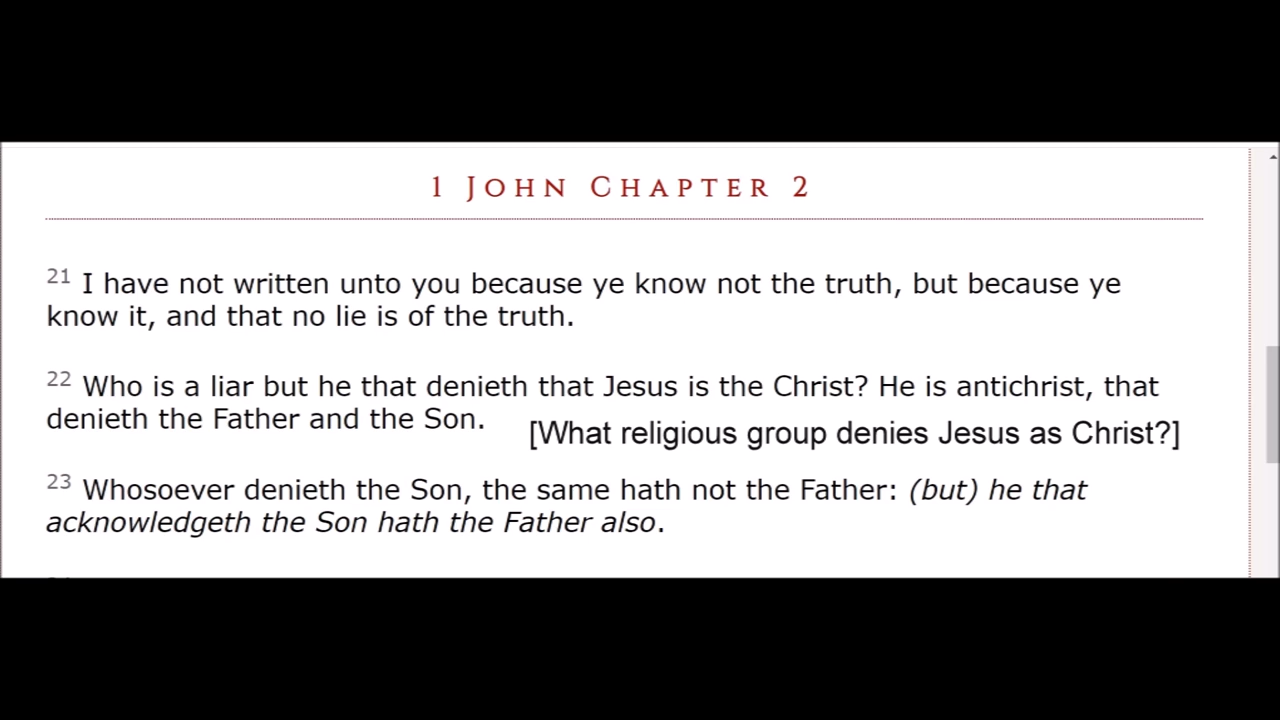 1 John Chapter 2
21 I have not written unto you because ye know not the truth, but because ye
know it, and that no lie is of the truth.
22 Who is a liar but he that denieth that Jesus is the Christ? He is antichrist, that
denieth the Father and the Son.
[What religious group denies Jesus as Christ?]
23 Whosoever denieth the Son, the same hath not the Father: (but) he that
acknowledgeth the Son hath the Father also.